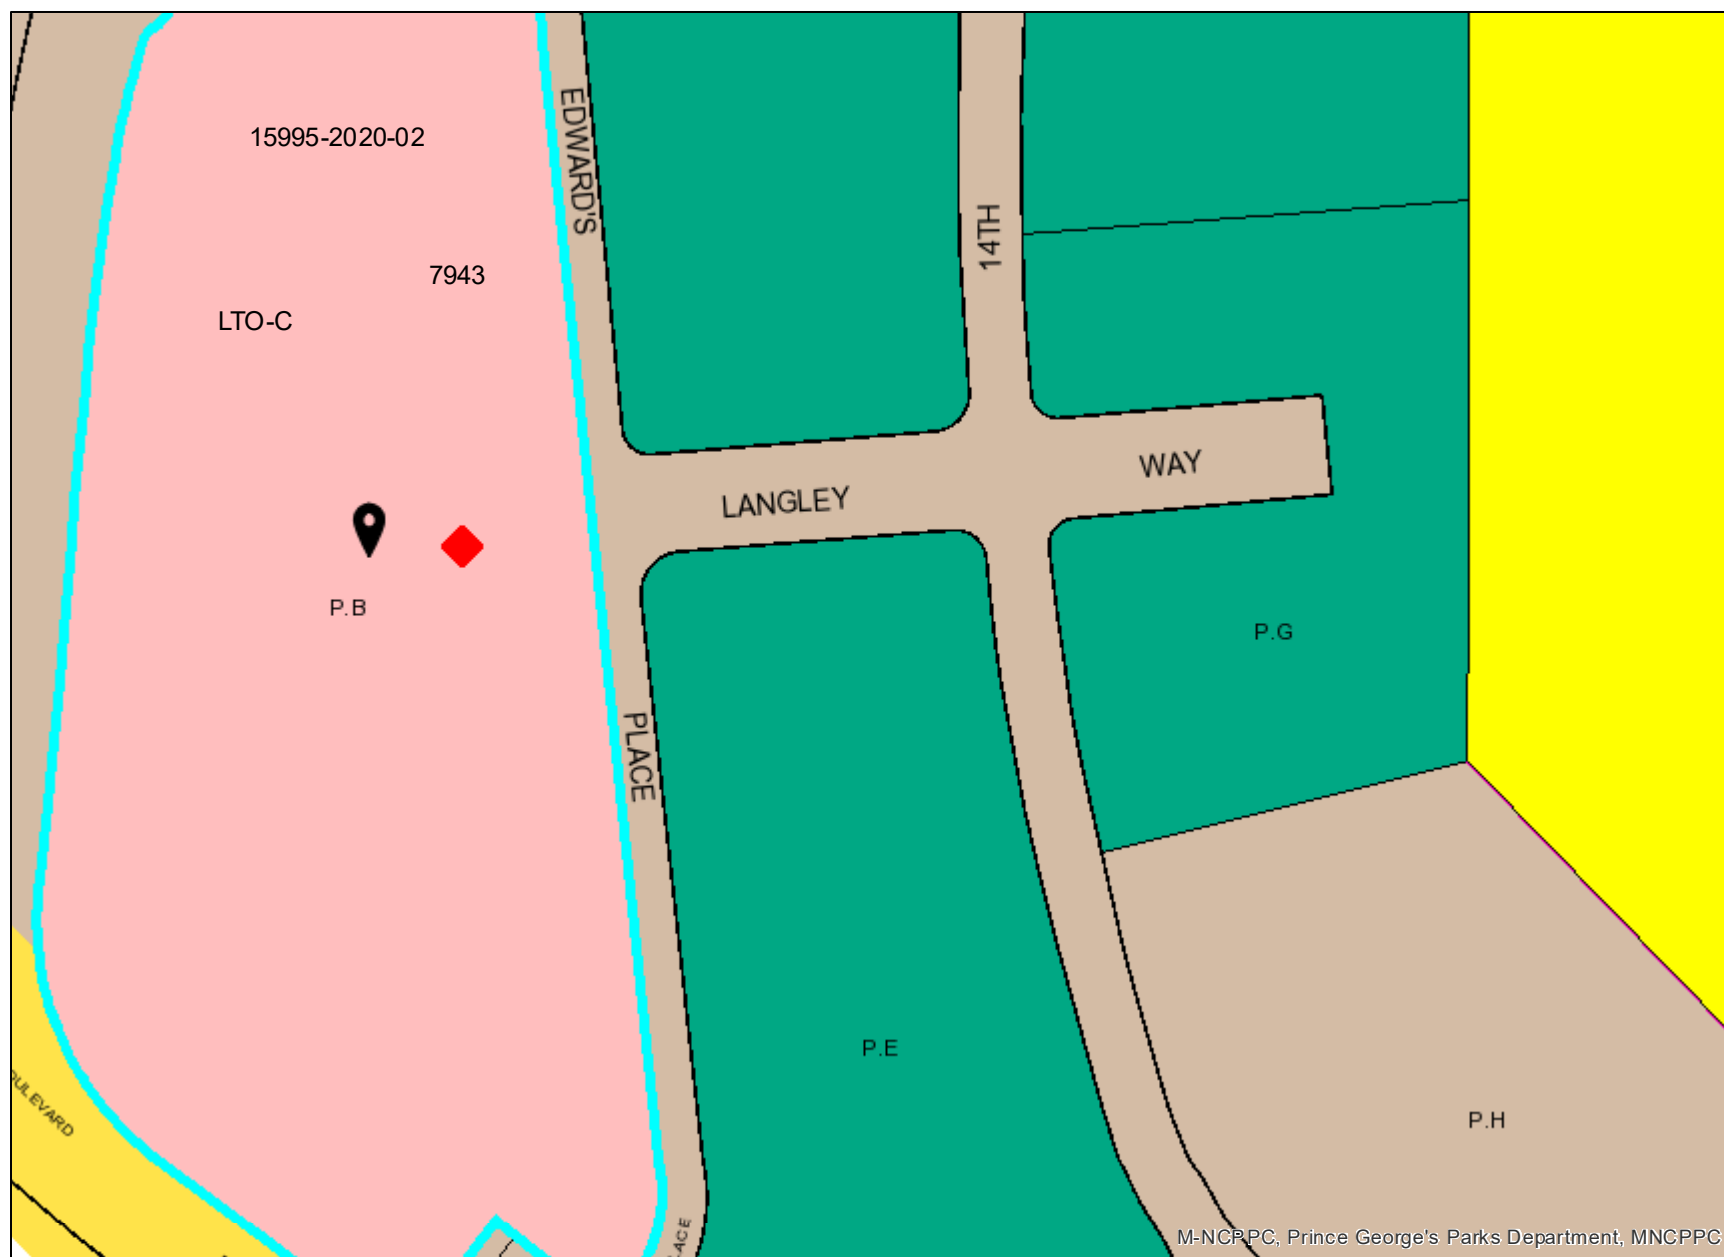 15995-2020-02
EDWARD'S
14TH
7943
LTO-C
WAY
LANGLEY
P.B
P.G
PLACE
P.E
P.H
M-NCPPC, Prince George's Parks Department, MNCPPC